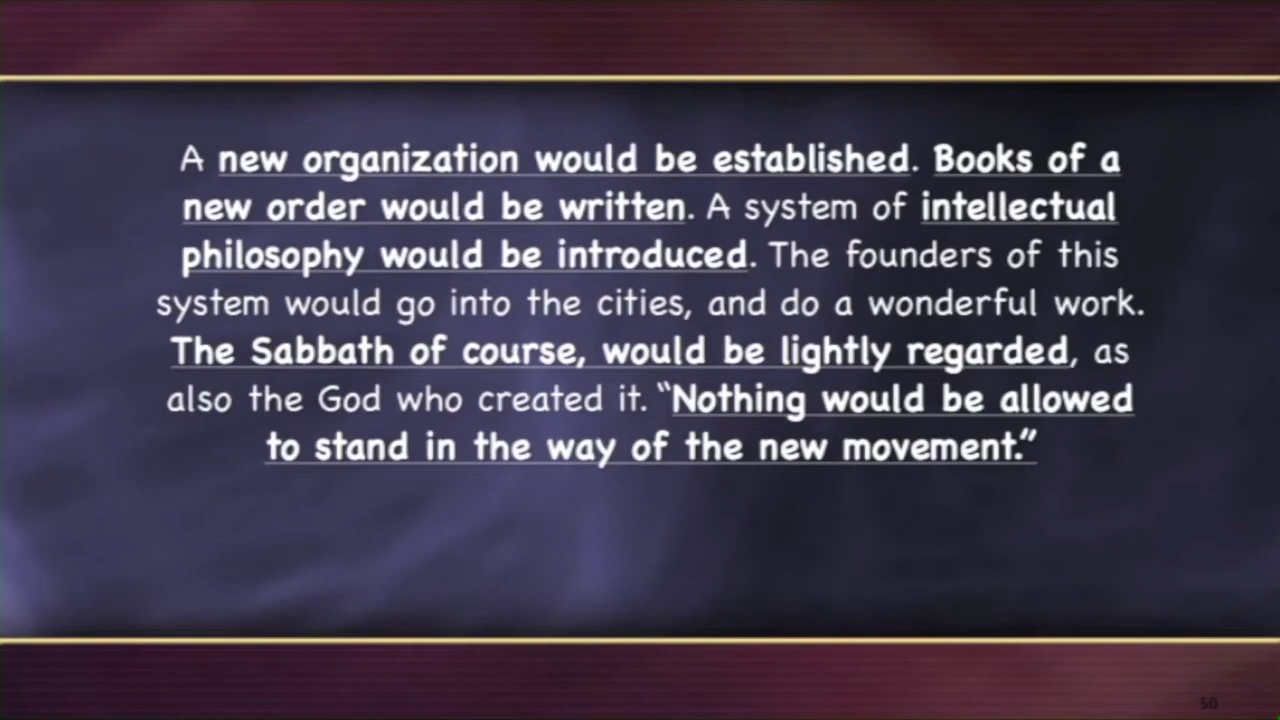 A new organization would be established. Books of a
new order would be written. A system of intellectual
philosophy would be introduced. The founders of this
system would go into the cities, and do a wonderful work.
The Sabbath of course, would be lightly regarded, as
also the God who created it. “Nothing would be allowed
to stand in the way of the new movement.”
50